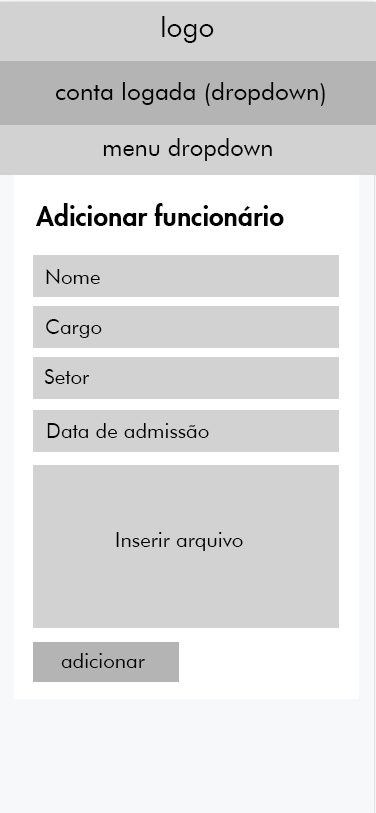 logo
conta logada (dropdown)
menu dropdown
Adicionar funcionário
Nome
Cargo
Setor
Data de admissão
Inserir arquivo
adicionar